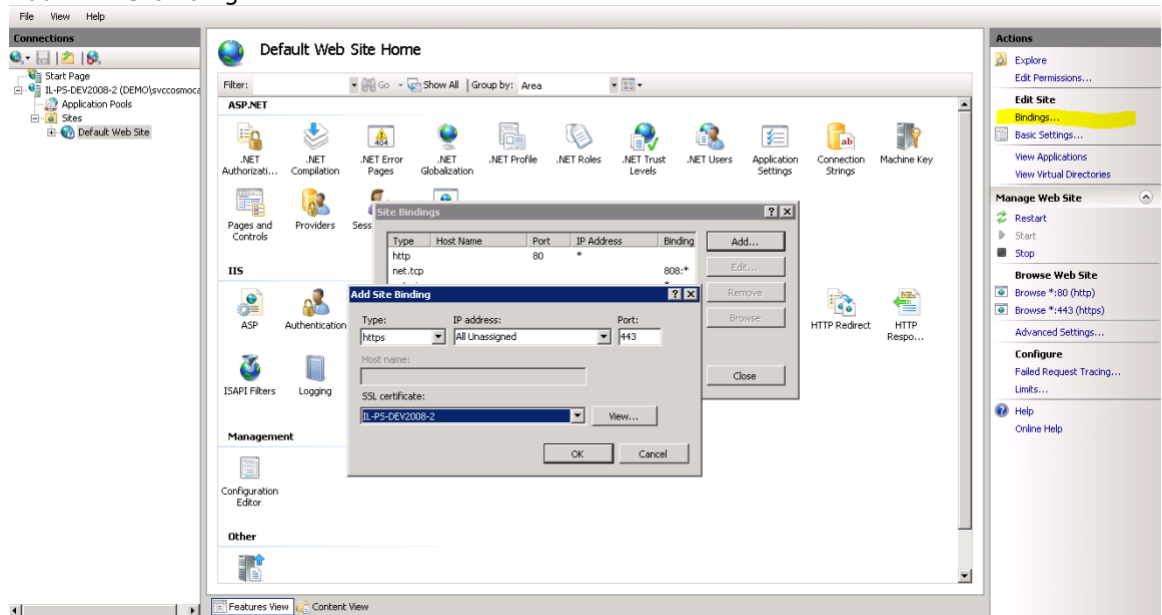 File View Help
Connections
Start Page
IL-PS-DEV2008-2 (DEMO\svccosmoca
Application Pools
Sites
Default Web Site
Default Web Site Home
Filter: Go Show All Group by: Area
ASP.NET
.NET Authorizati...
.NET Compilation
.NET Error Pages
.NET Globalization
.NET Profile
.NET Roles
.NET Trust Levels
.NET Users
Application Settings
Connection Strings
Machine Key
Pages and Controls
Providers
Sess
IIS
ASP
Authentication
HTTP Redirect
HTTP Respo...
ISAPI Filters
Logging
Management
Configuration Editor
Other
Features View Content View
Site Bindings
Type Host Name Port IP Address Binding
http 80 *
net.tcp 808:*
Add...
Edit...
Remove
Browse
Close
Add Site Binding
Type: IP address: Port:
https All Unassigned 443
Host name:
SSL certificate:
IL-PS-DEV2008-2 View...
OK Cancel
Actions
Explore
Edit Permissions...
Edit Site
Bindings...
Basic Settings...
View Applications
View Virtual Directories
Manage Web Site
Restart
Start
Stop
Browse Web Site
Browse *:80 (http)
Browse *:443 (https)
Advanced Settings...
Configure
Failed Request Tracing...
Limits...
Help
Online Help